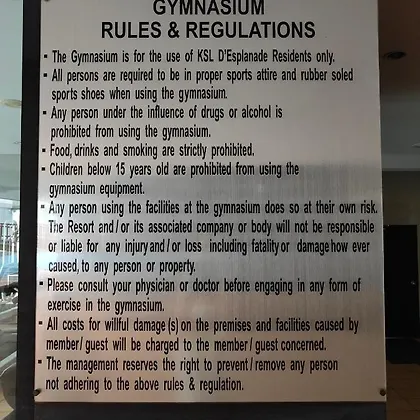 GYMNASIUM
RULES & REGULATIONS
▪ The Gymnasium is for the use of KSL D'Esplanade Residents only.
▪ All persons are required to be in proper sports attire and rubber soled
sports shoes when using the gymnasium.
▪ Any person under the influence of drugs or alcohol is
prohibited from using the gymnasium.
▪ Food, drinks and smoking are strictly prohibited.
▪ Children below 15 years old are prohibited from using the
gymnasium equipment.
▪ Any person using the facilities at the gymnasium does so at their own risk.
The Resort and/or its associated company or body will not be responsible
or liable for any injury and/or loss including fatality or damage how ever
caused, to any person or property.
▪ Please consult your physician or doctor before engaging in any form of
exercise in the gymnasium.
▪ All costs for willful damage(s) on the premises and facilities caused by
member/guest will be charged to the member/guest concerned.
▪ The management reserves the right to prevent/remove any person
not adhering to the above rules & regulation.